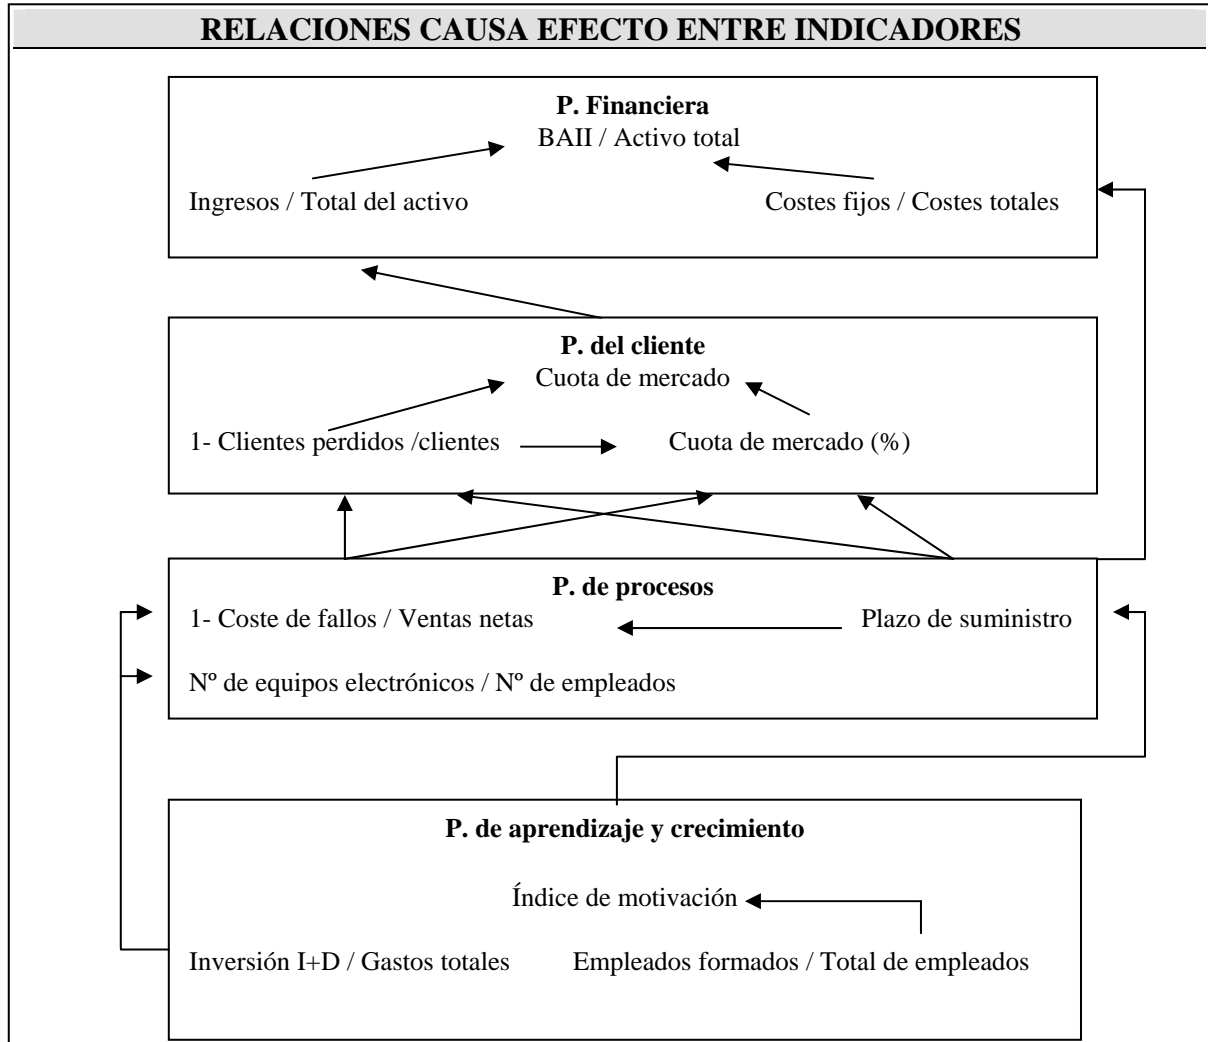 RELACIONES CAUSA EFECTO ENTRE INDICADORES
P. Financiera
BAII / Activo total
Ingresos / Total del activo Costes fijos / Costes totales
P. del cliente
Cuota de mercado
1- Clientes perdidos /clientes Cuota de mercado (%)
P. de procesos
1- Coste de fallos / Ventas netas Plazo de suministro
Nº de equipos electrónicos / Nº de empleados
P. de aprendizaje y crecimiento
Índice de motivación
Inversión I+D / Gastos totales Empleados formados / Total de empleados